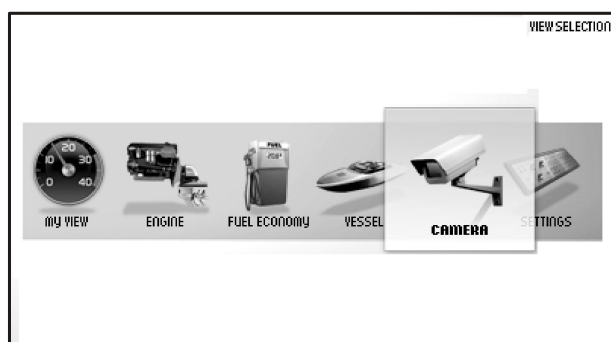 VIEW SELECTION
FUEL
20
10
30
0
40
MY VIEW
ENGINE
FUEL ECONOMY
VESSEL
CAMERA
SETTINGS